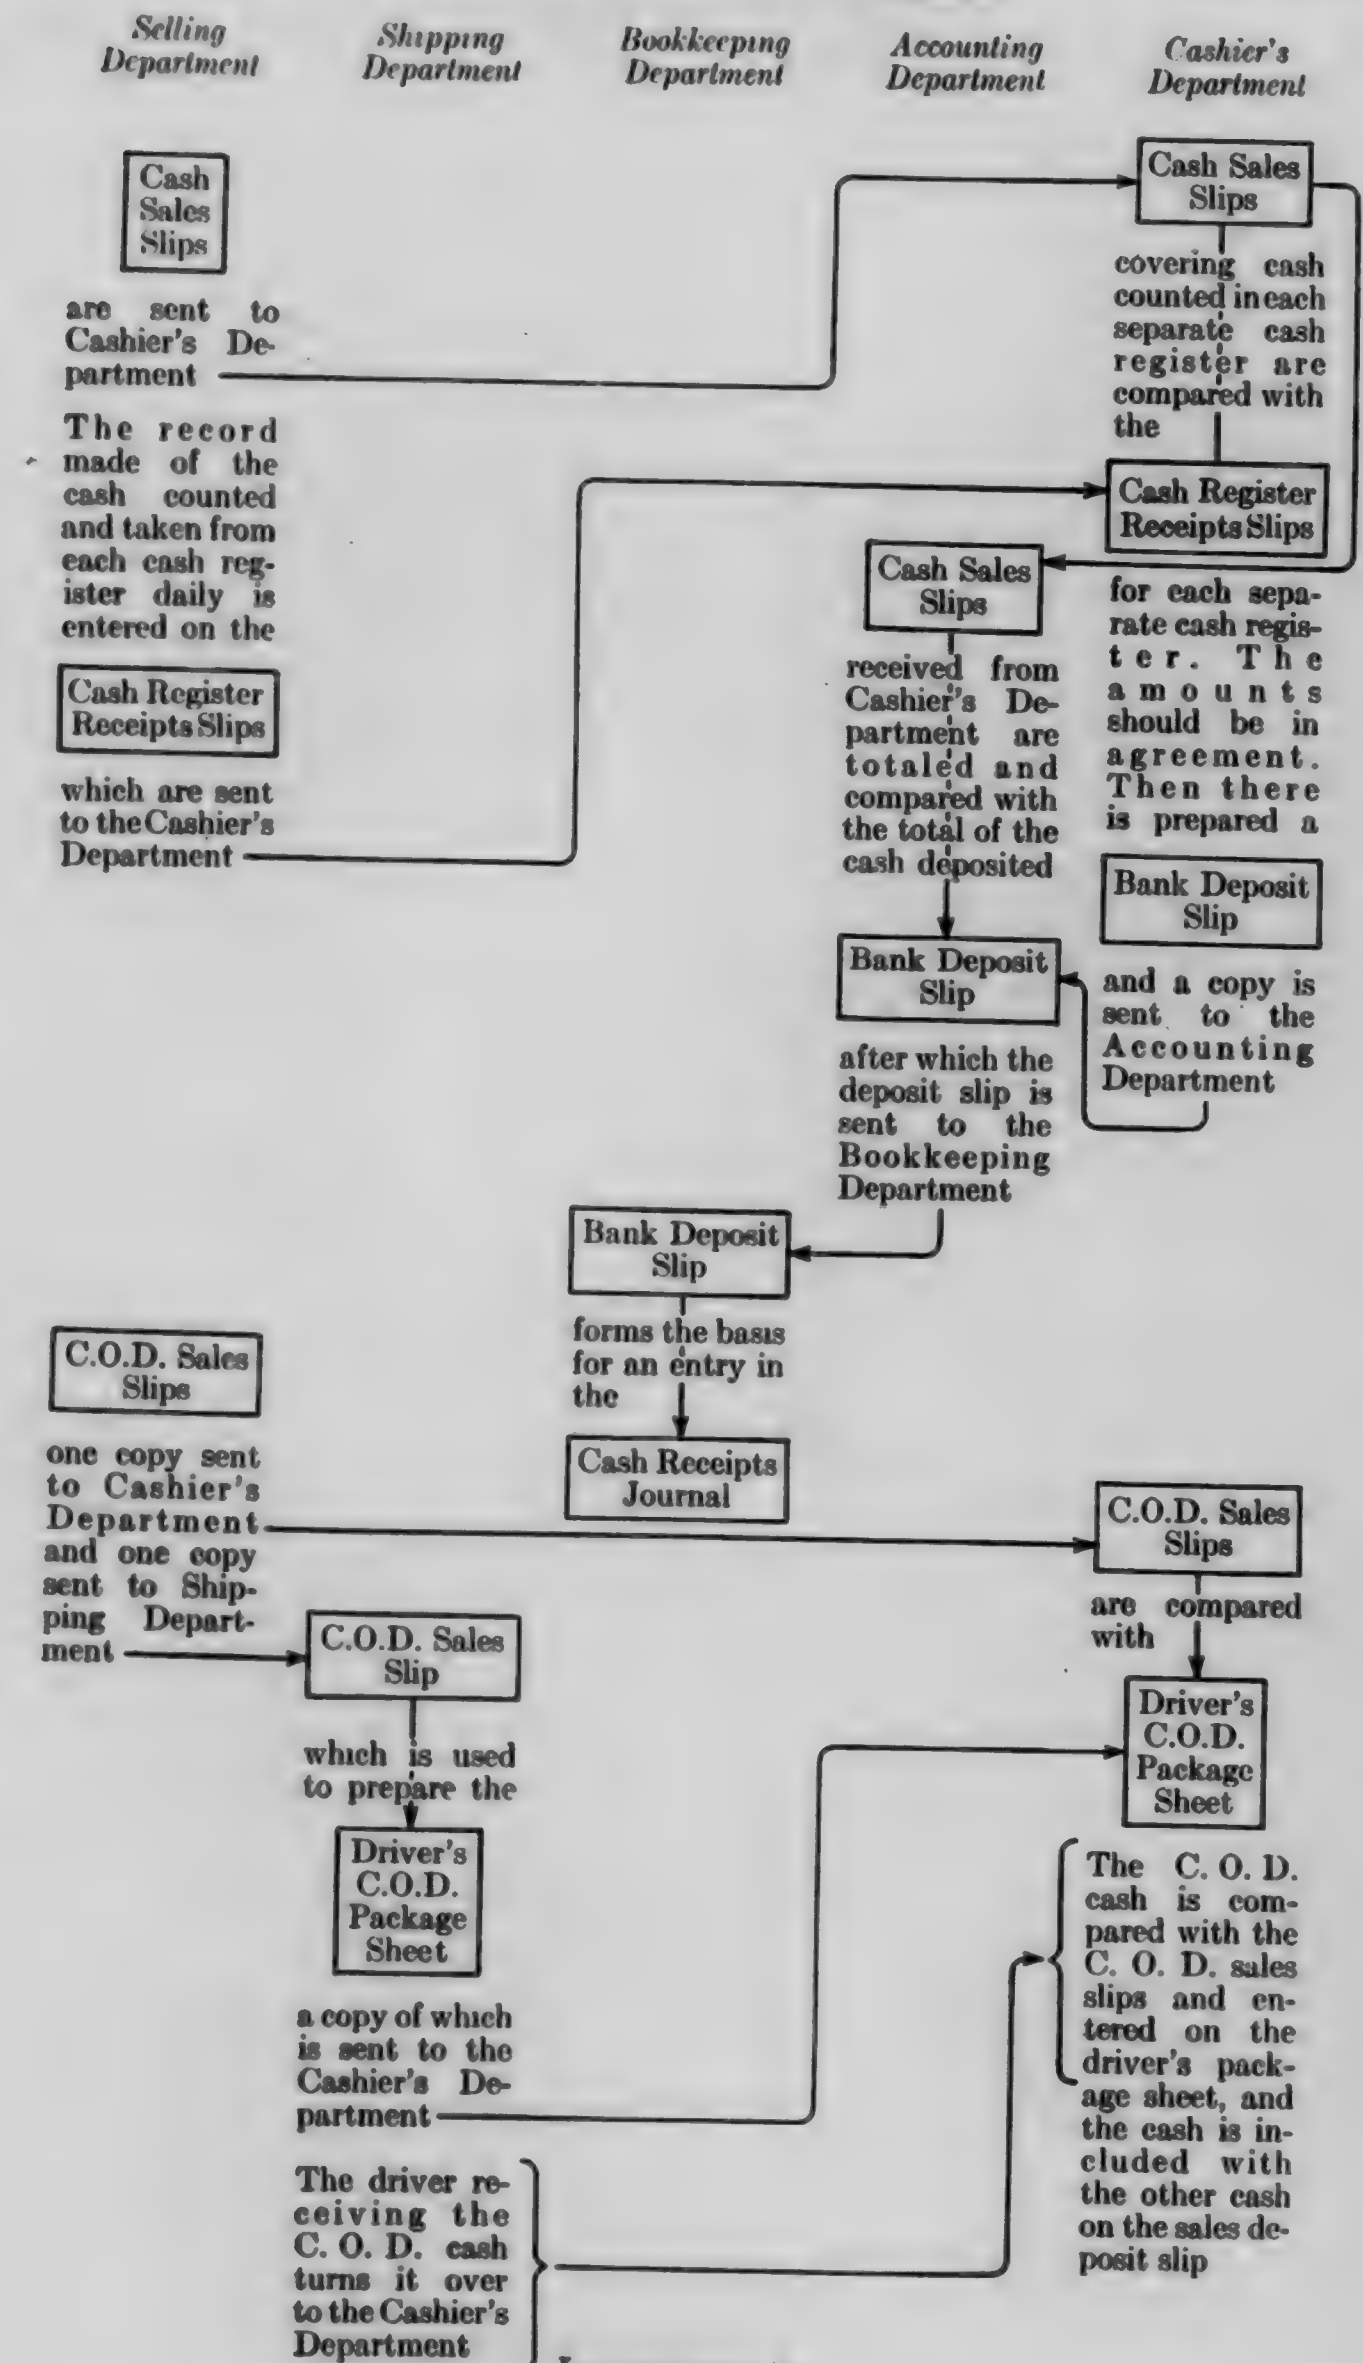 Selling
Department
Shipping
Department
Bookkeeping
Department
Accounting
Department
Cashier's
Department
Cash
Sales
Slips
are sent to
Cashier's De-
partment
The record
made of the
cash counted
and taken from
each cash reg-
ister daily is
entered on the
Cash Register
Receipts Slips
which are sent
to the Cashier's
Department
Cash Sales
Slips
covering cash
counted in each
separate cash
register are
compared with
the
Cash Register
Receipts Slips
for each sepa-
rate cash regis-
ter. The
amounts
should be in
agreement.
Then there
is prepared a
Bank Deposit
Slip
and a copy is
sent to the
Accounting
Department
Cash Sales
Slips
received from
Cashier's De-
partment are
totaled and
compared with
the total of the
cash deposited
Bank Deposit
Slip
after which the
deposit slip is
sent to the
Bookkeeping
Department
Bank Deposit
Slip
forms the basis
for an entry in
the
Cash Receipts
Journal
C.O.D. Sales
Slips
one copy sent
to Cashier's
Department
and one copy
sent to Ship-
ping Depart-
ment
C.O.D. Sales
Slip
which is used
to prepare the
Driver's
C.O.D.
Package
Sheet
a copy of which
is sent to the
Cashier's De-
partment
The driver re-
ceiving the
C. O. D. cash
turns it over
to the Cashier's
Department
C.O.D. Sales
Slips
are compared
with
Driver's
C.O.D.
Package
Sheet
The C. O. D.
cash is com-
pared with the
C. O. D. sales
slips and en-
tered on the
driver's pack-
age sheet, and
the cash is in-
cluded with
the other cash
on the sales de-
posit slip